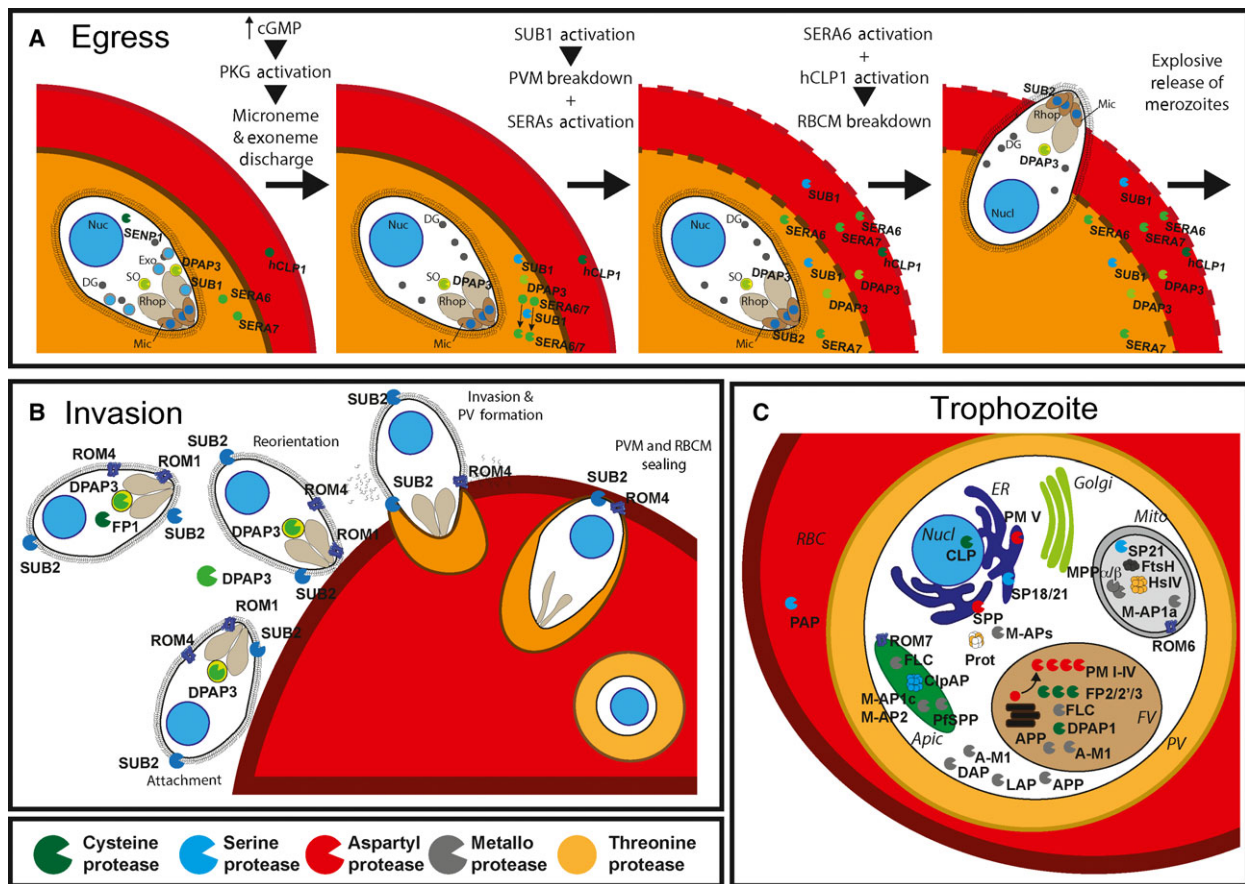 A Egress
↑ cGMP
PKG activation
Microneme
& exoneme
discharge
SUB1 activation
PVM breakdown
+
SERAs activation
SERA6 activation
+
hCLP1 activation
RBCM breakdown
Explosive
release of
merozoites
Nuc
SENP1
Exo
DPAP3
DG
SO
SUB1
Rhop
SERA6
SERA7
Mic
hCLP1
Nuc
DG
SO
DPAP3
Rhop
Mic
SUB1
DPAP3
SERA6/7
SUB1
SERA6/7
hCLP1
Nuc
DG
SO
DPAP3
Rhop
Mic
SUB2
SUB1
SERA6
SERA6
SERA7
hCLP1
SUB1
DPAP3
DPAP3
SERA7
SUB2
Rhop
Mic
DG
DPAP3
Nucl
SUB1
SERA6
SERA6
SERA7
hCLP1
SUB1
DPAP3
DPAP3
SERA7
B Invasion
ROM4
ROM1
DPAP3
FP1
SUB2
SUB2
SUB2
Reorientation
ROM4
DPAP3
ROM1
SUB2
DPAP3
ROM1
ROM4
SUB2
DPAP3
SUB2
Attachment
SUB2
Invasion &
PV formation
SUB2
ROM4
PVM and RBCM
sealing
SUB2
ROM4
C Trophozoite
RBC
PAP
ER
Golgi
Nucl
CLP
PM V
SP18/21
SPP
M-APs
Prot
Mito
SP21
FtsH
MPPα/β
HslV
M-AP1a
ROM6
ROM7
FLC
ClpAP
M-AP1c
M-AP2
PfSPP
Apic
PM I-IV
FP2/2'/3
FLC
DPAP1
APP
A-M1
FV
PV
A-M1
DAP
LAP
APP
Cysteine
protease
Serine
protease
Aspartyl
protease
Metallo
protease
Threonine
protease